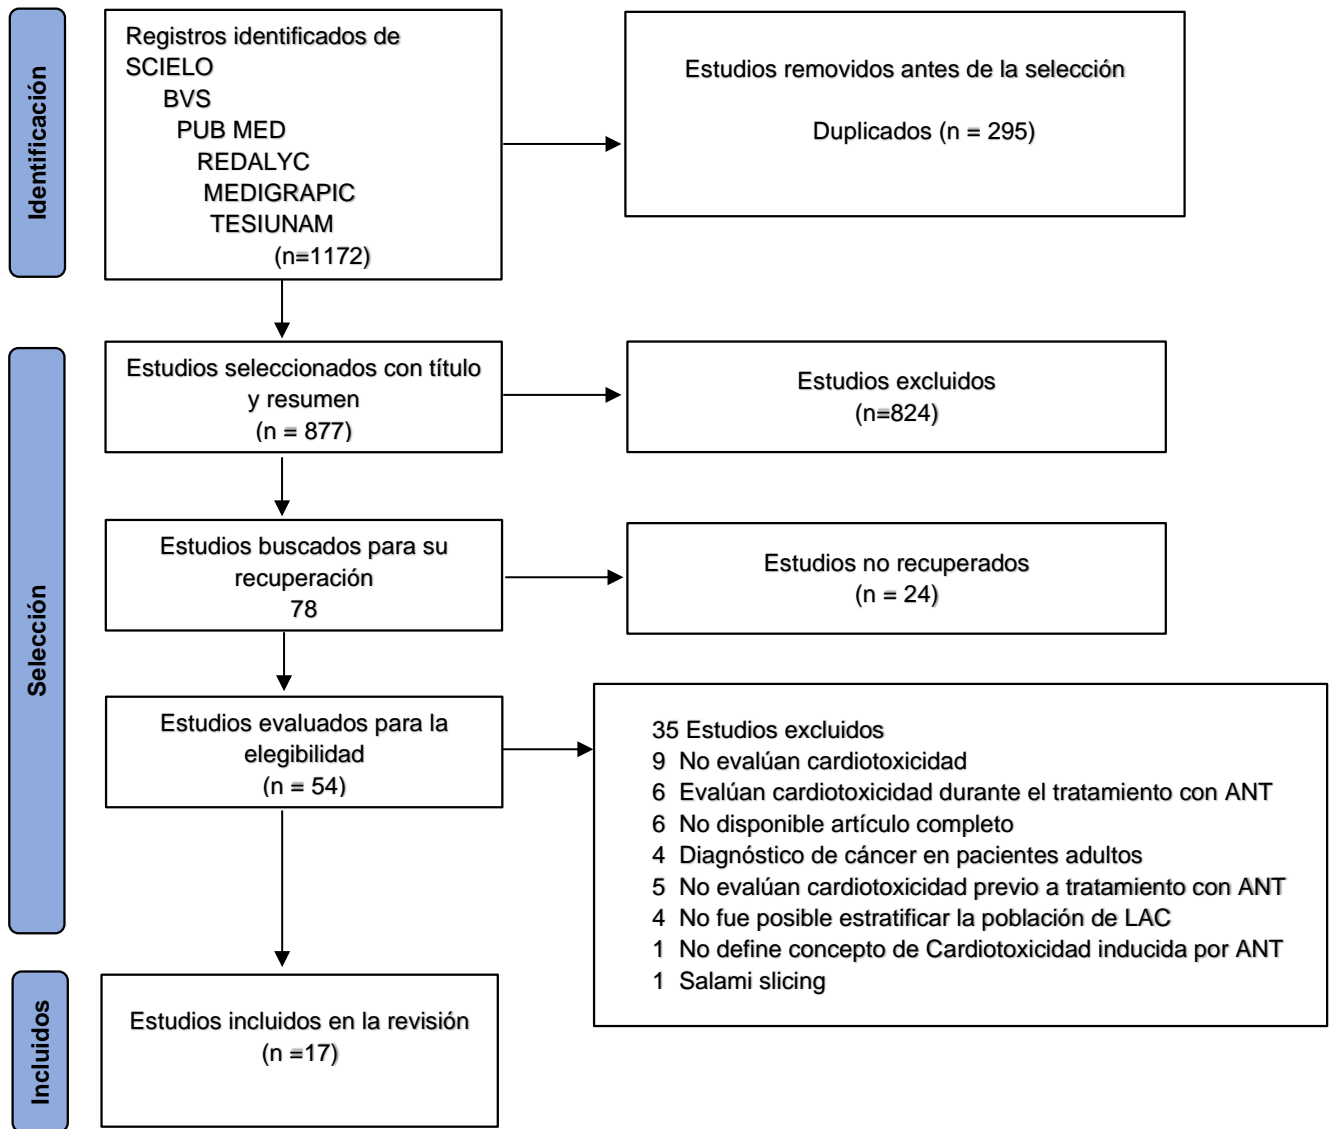 Identificación
Registros identificados de
SCIELO
BVS
PUB MED
REDALYC
MEDIGRAPIC
TESIUNAM
(n=1172)
Estudios removidos antes de la selección
Duplicados (n = 295)
Selección
Estudios seleccionados con título
y resumen
(n = 877)
Estudios excluidos
(n=824)
Estudios buscados para su
recuperación
78
Estudios no recuperados
(n = 24)
Estudios evaluados para la
elegibilidad
(n = 54)
35 Estudios excluidos
9 No evalúan cardiotoxicidad
6 Evalúan cardiotoxicidad durante el tratamiento con ANT
6 No disponible artículo completo
4 Diagnóstico de cáncer en pacientes adultos
5 No evalúan cardiotoxicidad previo a tratamiento con ANT
4 No fue posible estratificar la población de LAC
1 No define concepto de Cardiotoxicidad inducida por ANT
1 Salami slicing
Incluidos
Estudios incluidos en la revisión
(n =17)